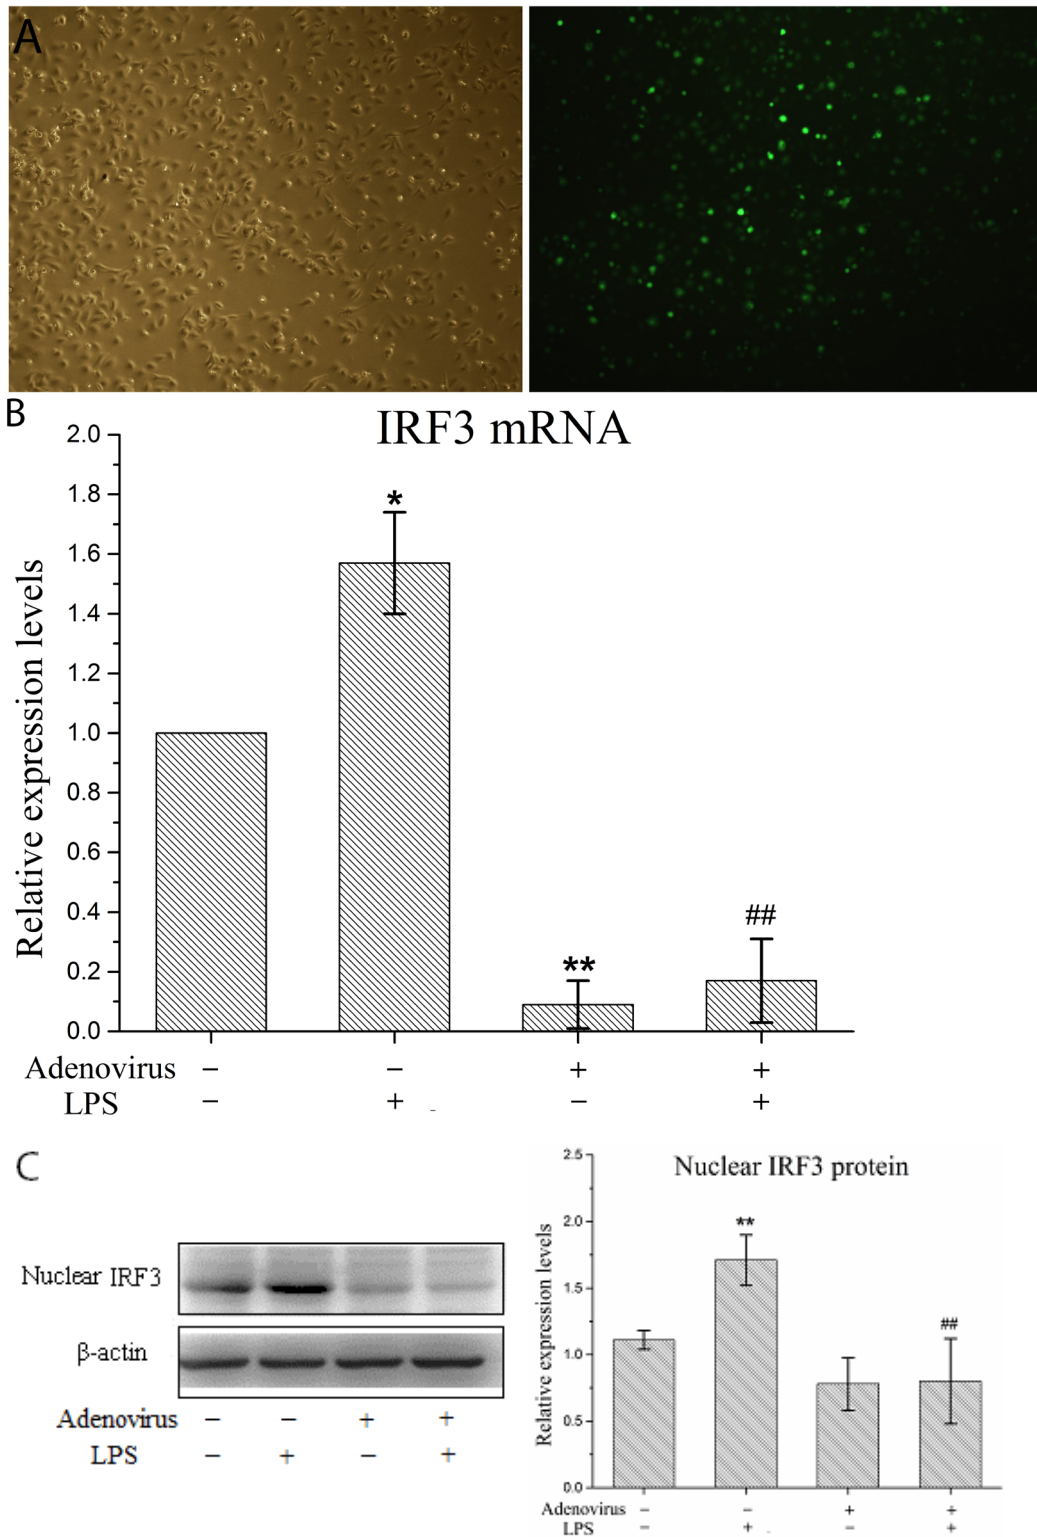 A
B
IRF3 mRNA
2.0
1.8
1.6
1.4
1.2
1.0
0.8
0.6
0.4
0.2
0.0
Relative expression levels
*
**
##
Adenovirus − − + +
LPS − + − +
C
Nuclear IRF3
β-actin
Adenovirus − − + +
LPS − + − +
Nuclear IRF3 protein
2.5
2.0
1.5
1.0
0.5
0.0
Relative expression levels
**
##
Adenovirus − − + +
LPS − + − +